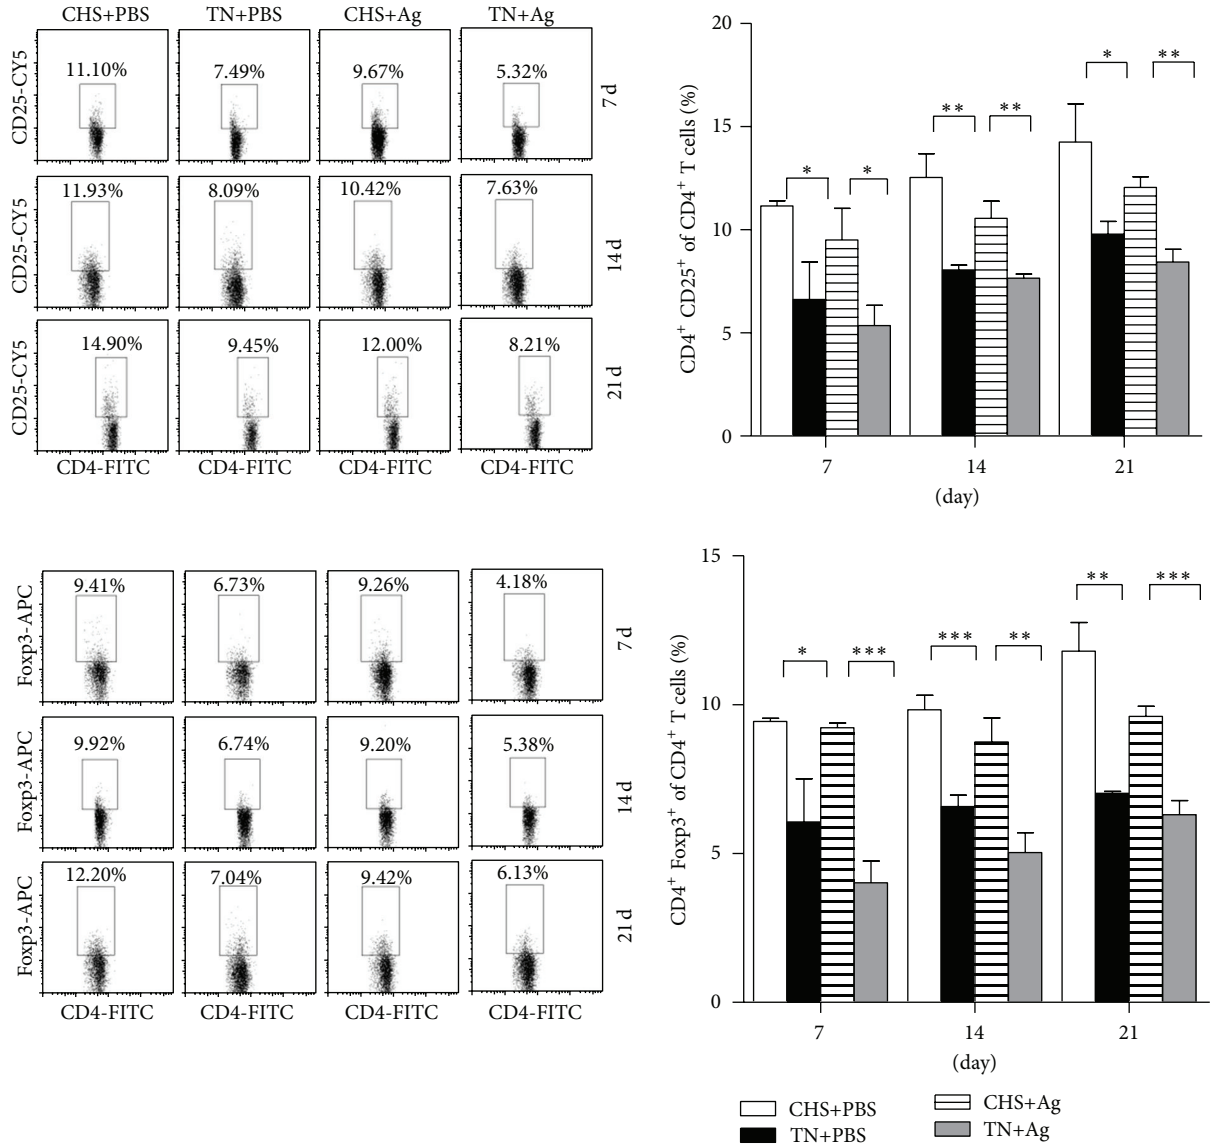 CHS+PBS TN+PBS CHS+Ag TN+Ag
CD25-CY5 11.10% 7.49% 9.67% 5.32% 7 d
CD25-CY5 11.93% 8.09% 10.42% 7.63% 14 d
CD25-CY5 14.90% 9.45% 12.00% 8.21% 21 d
CD4-FITC CD4-FITC CD4-FITC CD4-FITC
CD4⁺ CD25⁺ of CD4⁺ T cells (%)
20
15
10
5
0
* ** 
** **
* *
7 14 21
(day)
Foxp3-APC 9.41% 6.73% 9.26% 4.18% 7 d
Foxp3-APC 9.92% 6.74% 9.20% 5.38% 14 d
Foxp3-APC 12.20% 7.04% 9.42% 6.13% 21 d
CD4-FITC CD4-FITC CD4-FITC CD4-FITC
CD4⁺ Foxp3⁺ of CD4⁺ T cells (%)
15
10
5
0
** ***
* *** *** **
7 14 21
(day)
CHS+PBS CHS+Ag
TN+PBS TN+Ag